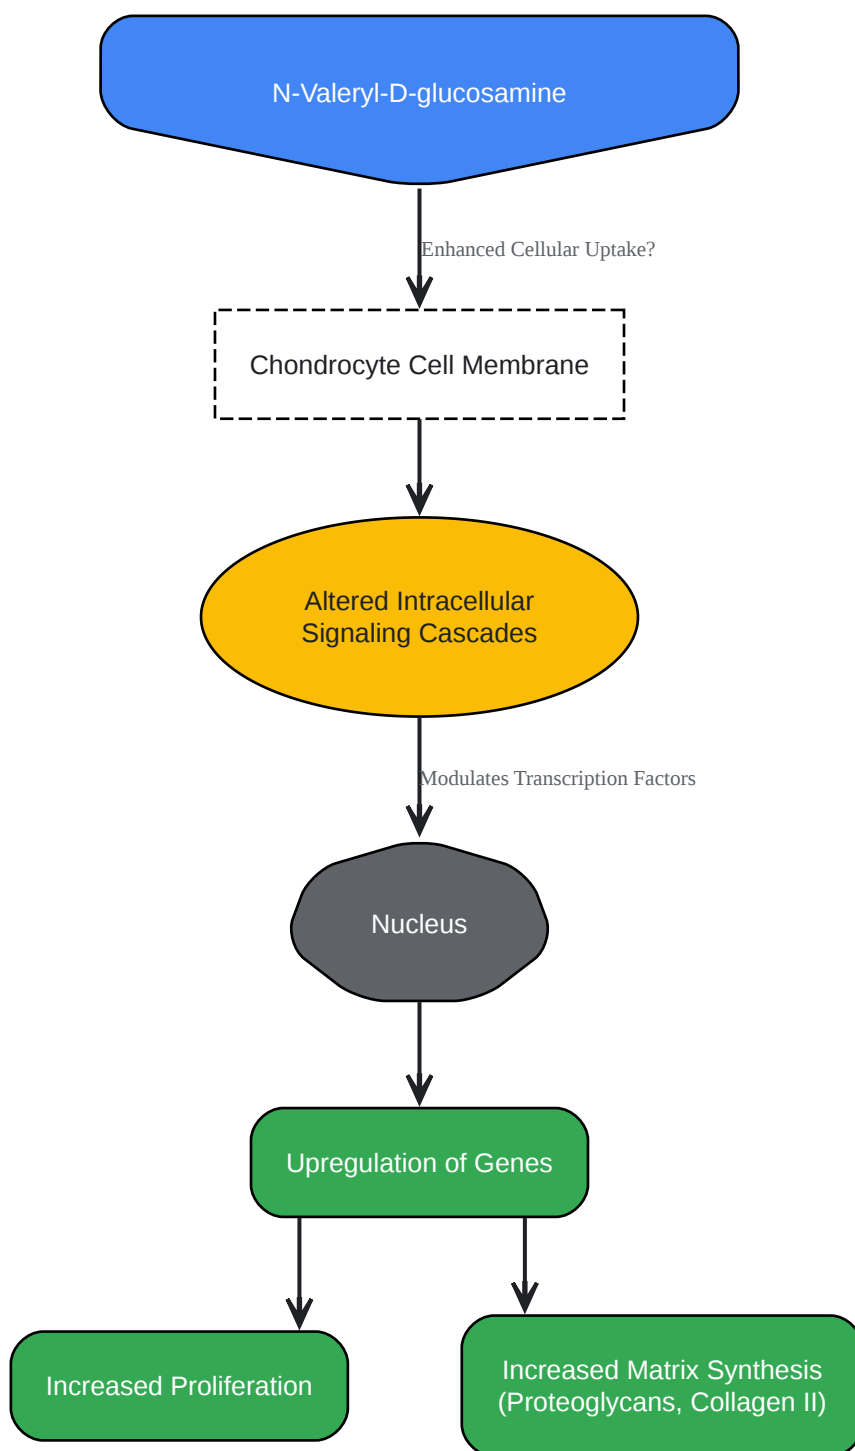 N-Valeryl-D-glucosamine
Enhanced Cellular Uptake?
Chondrocyte Cell Membrane
Altered Intracellular
Signaling Cascades
Modulates Transcription Factors
Nucleus
Upregulation of Genes
Increased Proliferation
Increased Matrix Synthesis
(Proteoglycans, Collagen II)